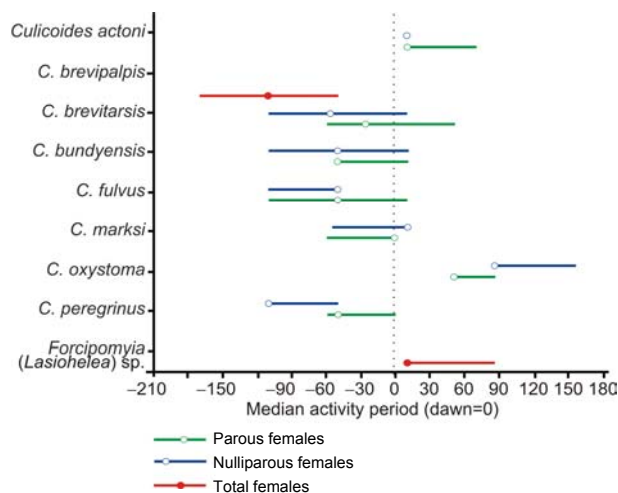 Culicoides actoni
C. brevipalpis
C. brevitarsis
C. bundyensis
C. fulvus
C. marksi
C. oxystoma
C. peregrinus
Forcipomyia
(Lasiohelea) sp.
–210 –150 –90 –60 –30 0 30 60 90 120 150 180
Median activity period (dawn=0)
Parous females
Nulliparous females
Total females